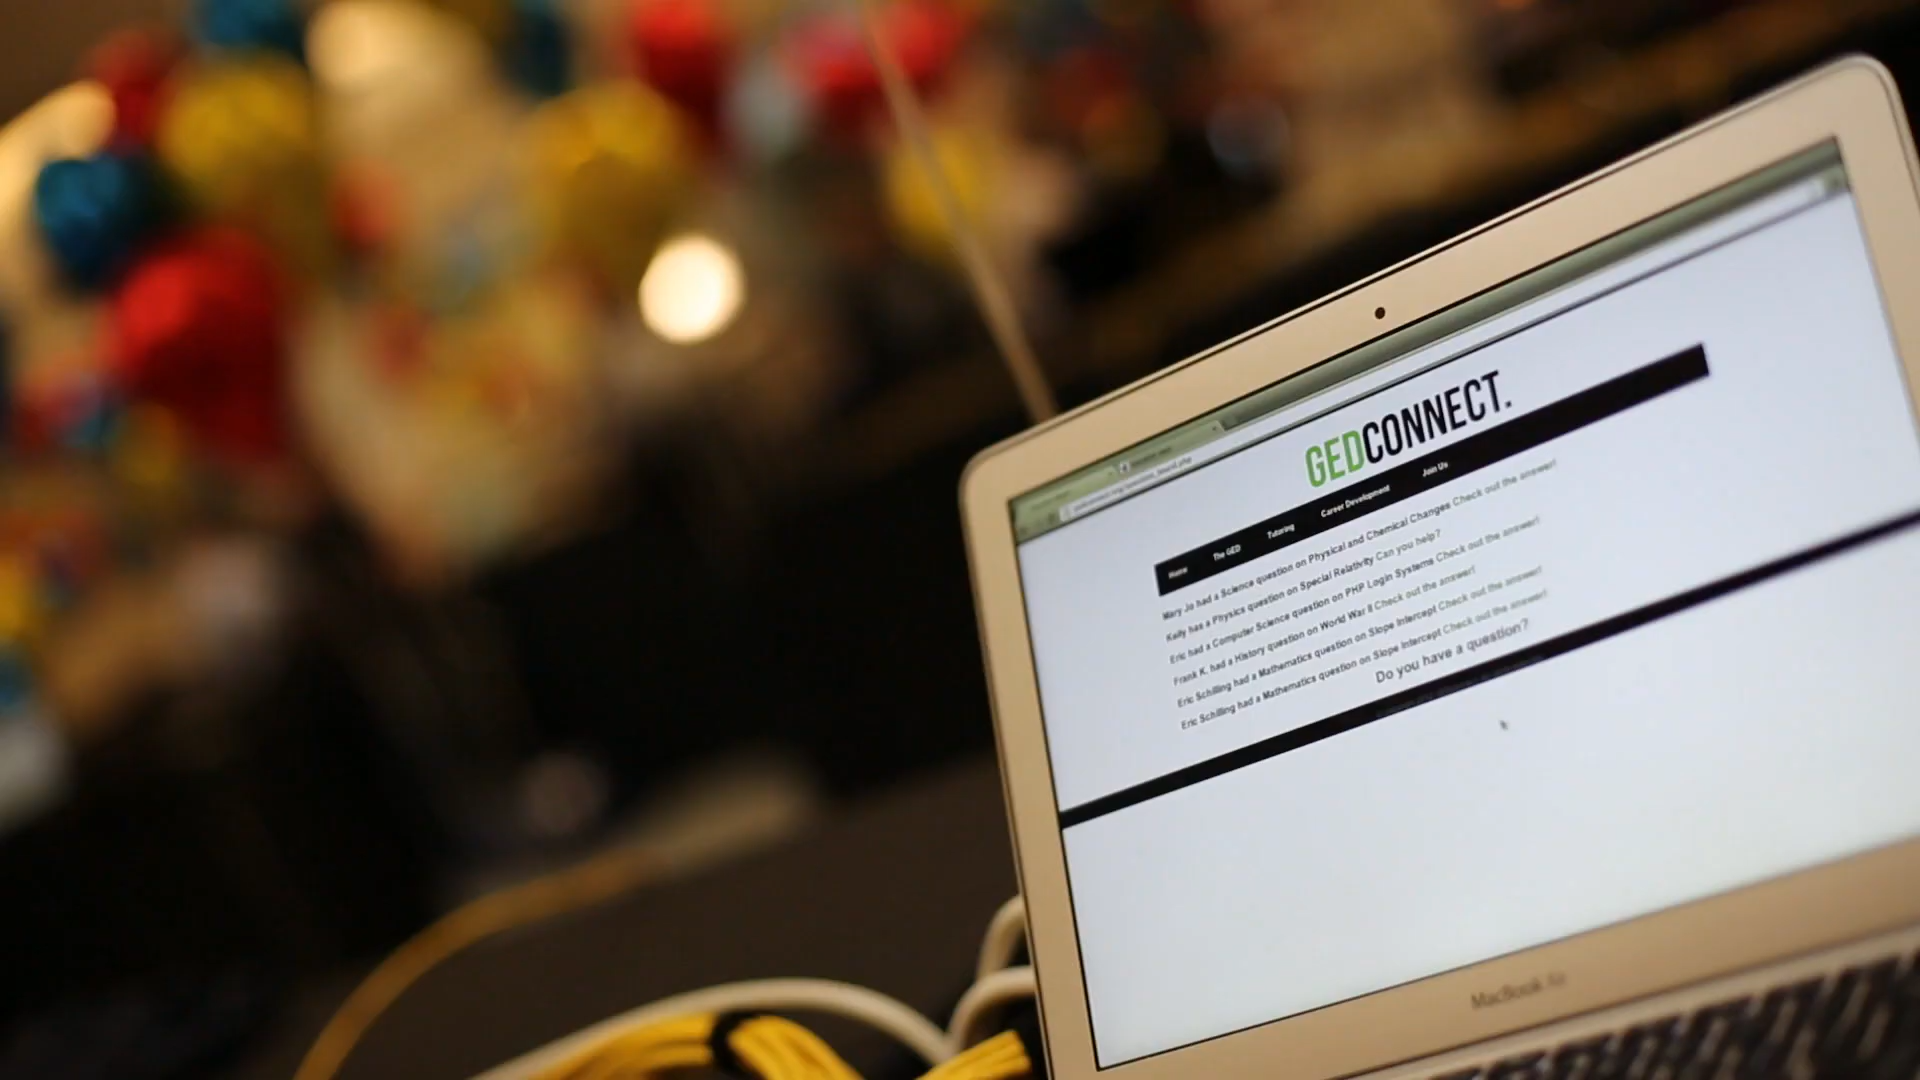 GEDCONNECT.
Home The GED Tutoring Career Development Join Us
Mary Jo had a Science question on Physical and Chemical Changes Check out the answer!
Kelly has a Physics question on Special Relativity Can you help?
Eric had a Computer Science question on PHP Login Systems Check out the answer!
Frank K. had a History question on World War II Check out the answer!
Eric Schilling had a Mathematics question on Slope Intercept Check out the answer!
Eric Schilling had a Mathematics question on Slope Intercept Check out the answer!
Do you have a question?
MacBook Air